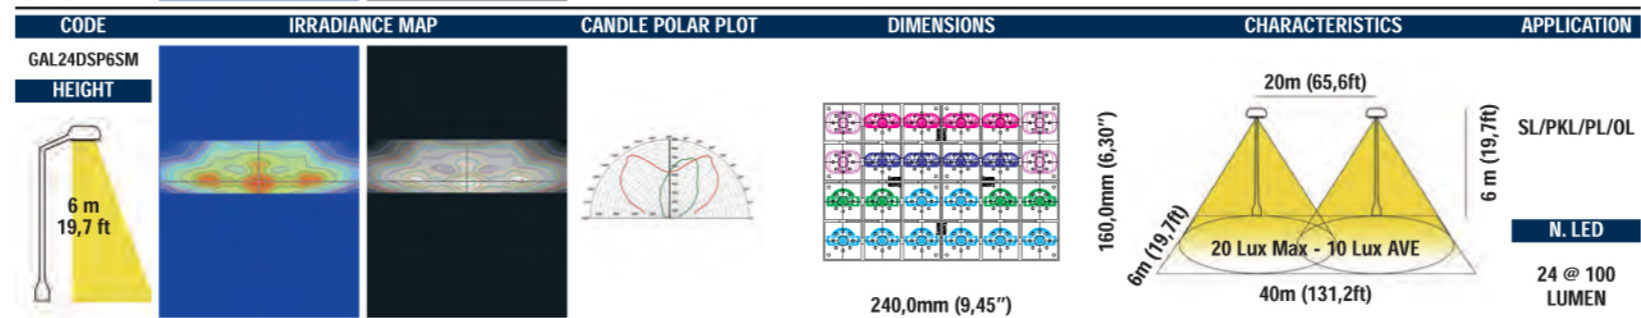 CODE
IRRADIANCE MAP
CANDLE POLAR PLOT
DIMENSIONS
CHARACTERISTICS
APPLICATION
GAL24DSP6SM
HEIGHT
6 m
19,7 ft
160,0mm (6,30”)
240,0mm (9,45”)
20m (65,6ft)
6 m (19,7ft)
20 Lux Max - 10 Lux AVE
6m (19,7ft)
40m (131,2ft)
SL/PKL/PL/OL
N. LED
24 @ 100
LUMEN